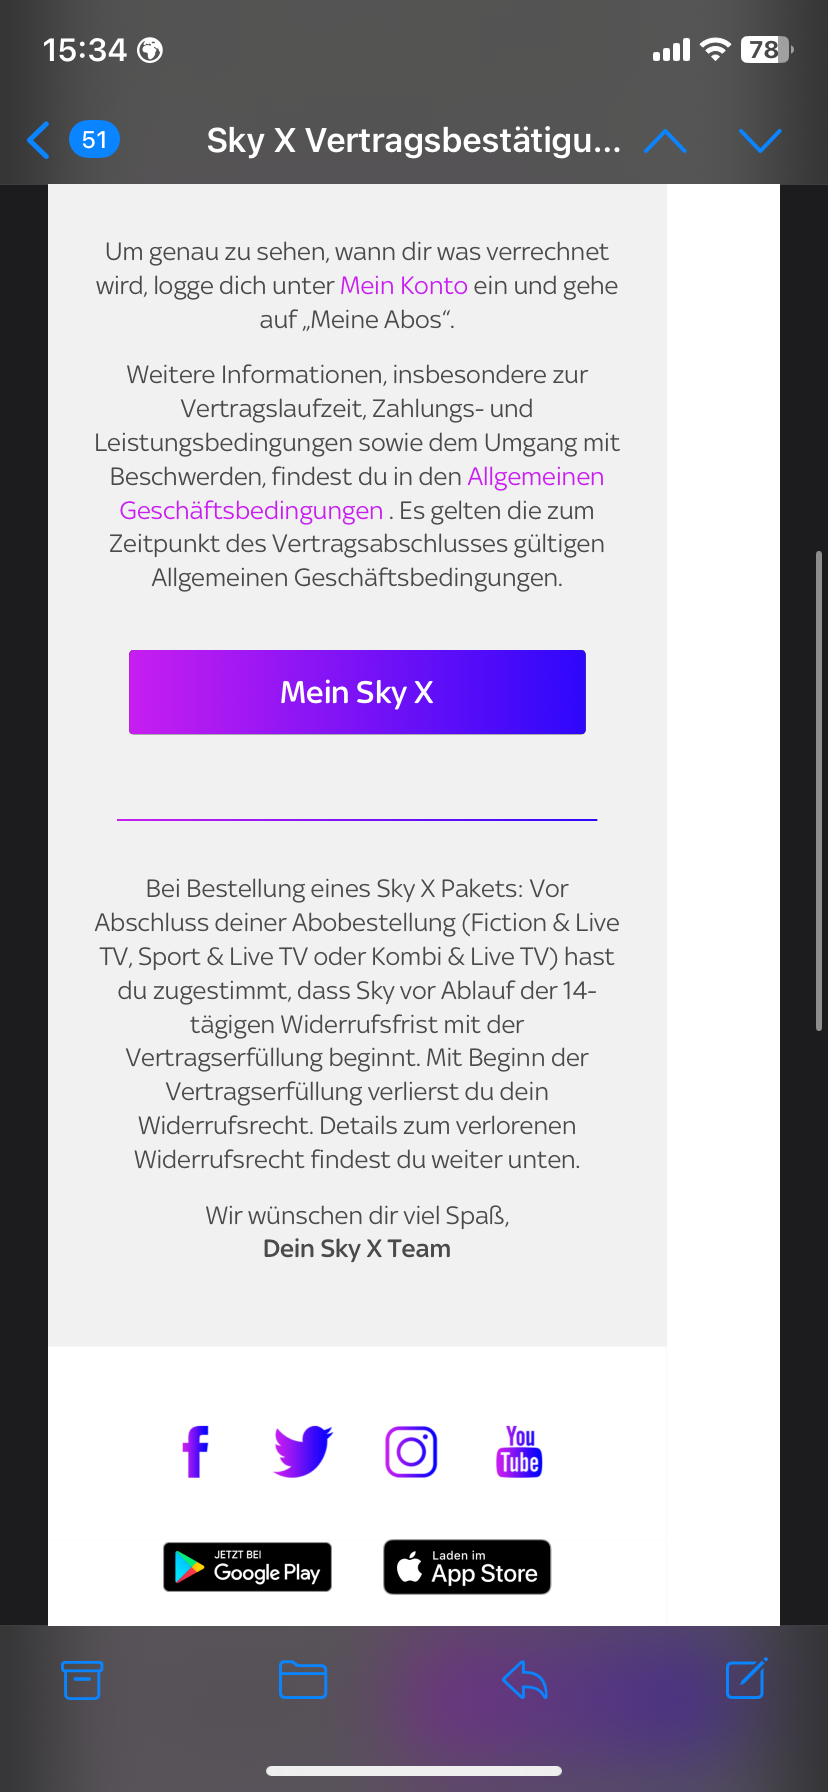 15:34
78
51
Sky X Vertragsbestätigu...
Um genau zu sehen, wann dir was verrechnet
wird, logge dich unter Mein Konto ein und gehe
auf „Meine Abos“.
Weitere Informationen, insbesondere zur
Vertragslaufzeit, Zahlungs- und
Leistungsbedingungen sowie dem Umgang mit
Beschwerden, findest du in den Allgemeinen
Geschäftsbedingungen . Es gelten die zum
Zeitpunkt des Vertragsabschlusses gültigen
Allgemeinen Geschäftsbedingungen.
Mein Sky X
Bei Bestellung eines Sky X Pakets: Vor
Abschluss deiner Abobestellung (Fiction & Live
TV, Sport & Live TV oder Kombi & Live TV) hast
du zugestimmt, dass Sky vor Ablauf der 14-
tägigen Widerrufsfrist mit der
Vertragserfüllung beginnt. Mit Beginn der
Vertragserfüllung verlierst du dein
Widerrufsrecht. Details zum verlorenen
Widerrufsrecht findest du weiter unten.
Wir wünschen dir viel Spaß,
Dein Sky X Team
You
Tube
JETZT BEI
Google Play
Laden im
App Store